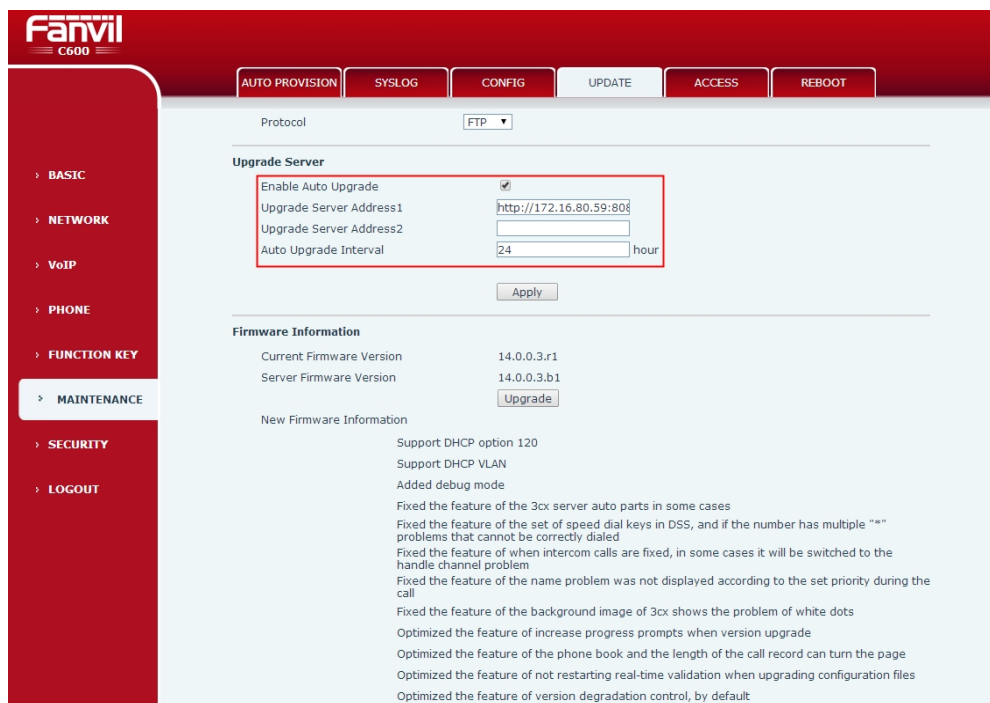 Fanvil
C600
AUTO PROVISION SYSLOG CONFIG UPDATE ACCESS REBOOT
Protocol FTP
Upgrade Server
Enable Auto Upgrade
Upgrade Server Address1 http://172.16.80.59:808
Upgrade Server Address2
Auto Upgrade Interval 24 hour
Apply
Firmware Information
Current Firmware Version 14.0.0.3.r1
Server Firmware Version 14.0.0.3.b1
Upgrade
New Firmware Information
Support DHCP option 120
Support DHCP VLAN
Added debug mode
Fixed the feature of the 3cx server auto parts in some cases
Fixed the feature of the set of speed dial keys in DSS, and if the number has multiple "*"
problems that cannot be correctly dialed
Fixed the feature of when intercom calls are fixed, in some cases it will be switched to the
handle channel problem
Fixed the feature of the name problem was not displayed according to the set priority during the
call
Fixed the feature of the background image of 3cx shows the problem of white dots
Optimized the feature of increase progress prompts when version upgrade
Optimized the feature of the phone book and the length of the call record can turn the page
Optimized the feature of not restarting real-time validation when upgrading configuration files
Optimized the feature of version degradation control, by default
› BASIC
› NETWORK
› VoIP
› PHONE
› FUNCTION KEY
› MAINTENANCE
› SECURITY
› LOGOUT